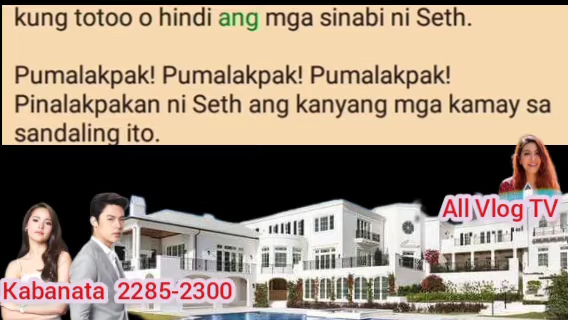 kung totoo o hindi ang mga sinabi ni Seth.
Pumalakpak! Pumalakpak! Pumalakpak!
Pinalakpakan ni Seth ang kanyang mga kamay sa
sandaling ito.
All Vlog TV
Kabanata 2285-2300